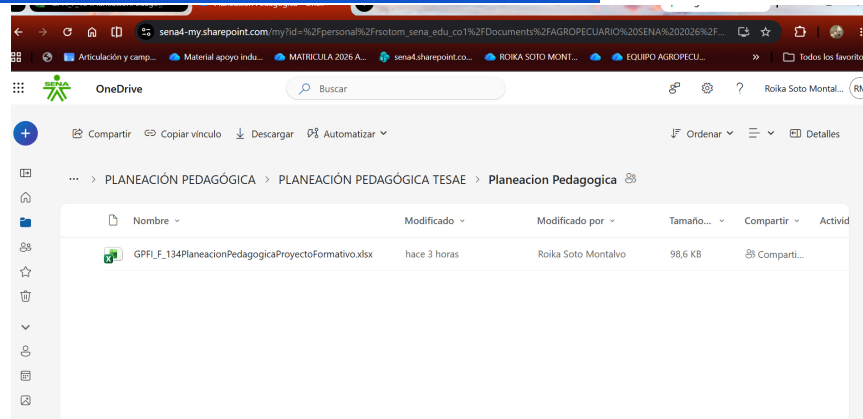 sena4-my.sharepoint.com/my?id=%2Fpersonal%2Frsotom_sena_edu_co1%2FDocuments%2FAGROPECUARIO%20SENA%202026%2F...
Articulación y camp... Material apoyo indu... MATRICULA 2026 A... sena4.sharepoint.co... ROIKA SOTO MONT... EQUIPO AGROPECU... » Todos los favorito
SENA OneDrive Buscar ? Roika Soto Montal... RM
+ Compartir Copiar vínculo Descargar Automatizar Ordenar Detalles
... > PLANEACIÓN PEDAGÓGICA > PLANEACIÓN PEDAGÓGICA TESAE > Planeacion Pedagogica
Nombre Modificado Modificado por Tamaño... Compartir Activid
GPFI_F_134PlaneacionPedagogicaProyectoFormativo.xlsx hace 3 horas Roika Soto Montalvo 98,6 KB Comparti...